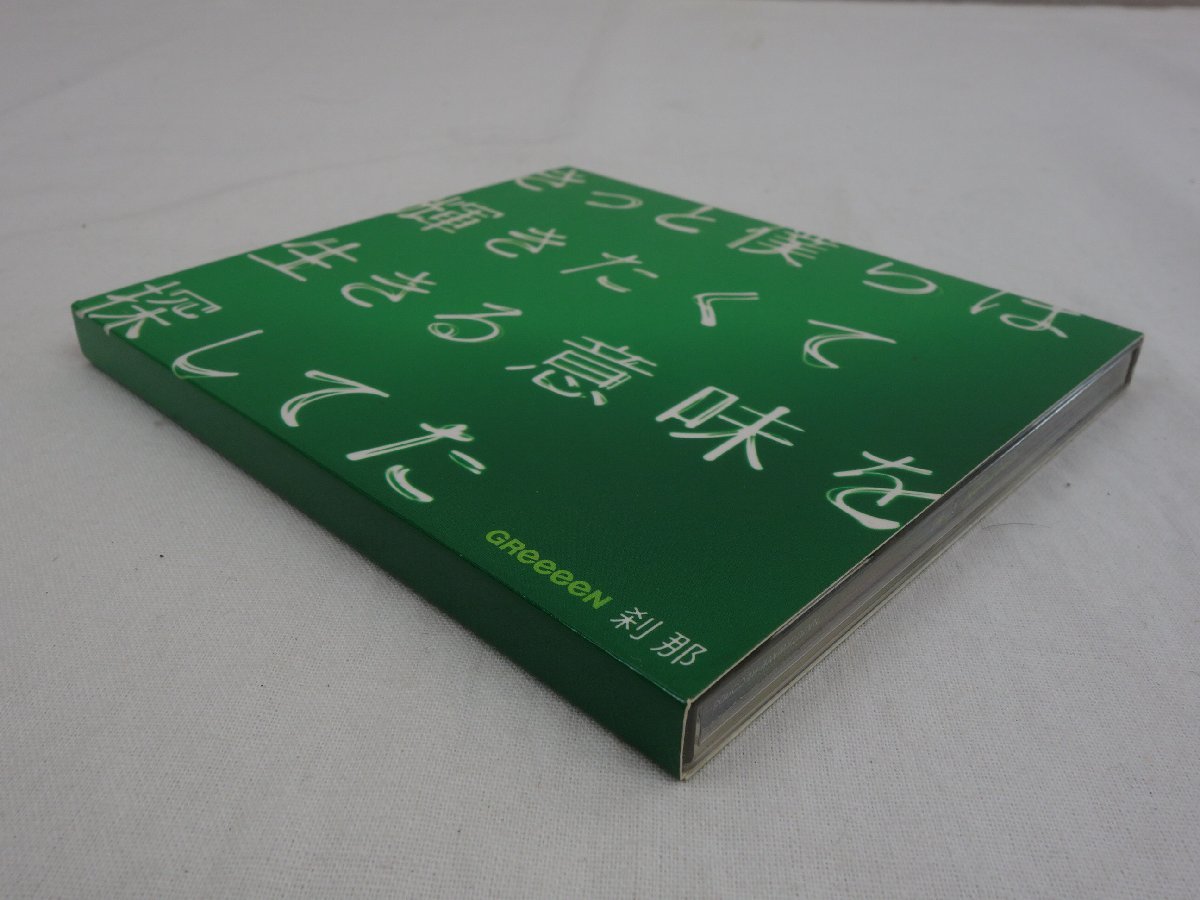 きっと僕らは
輝きたくて
生きる意味を
探してた
GReeeeN 刹那